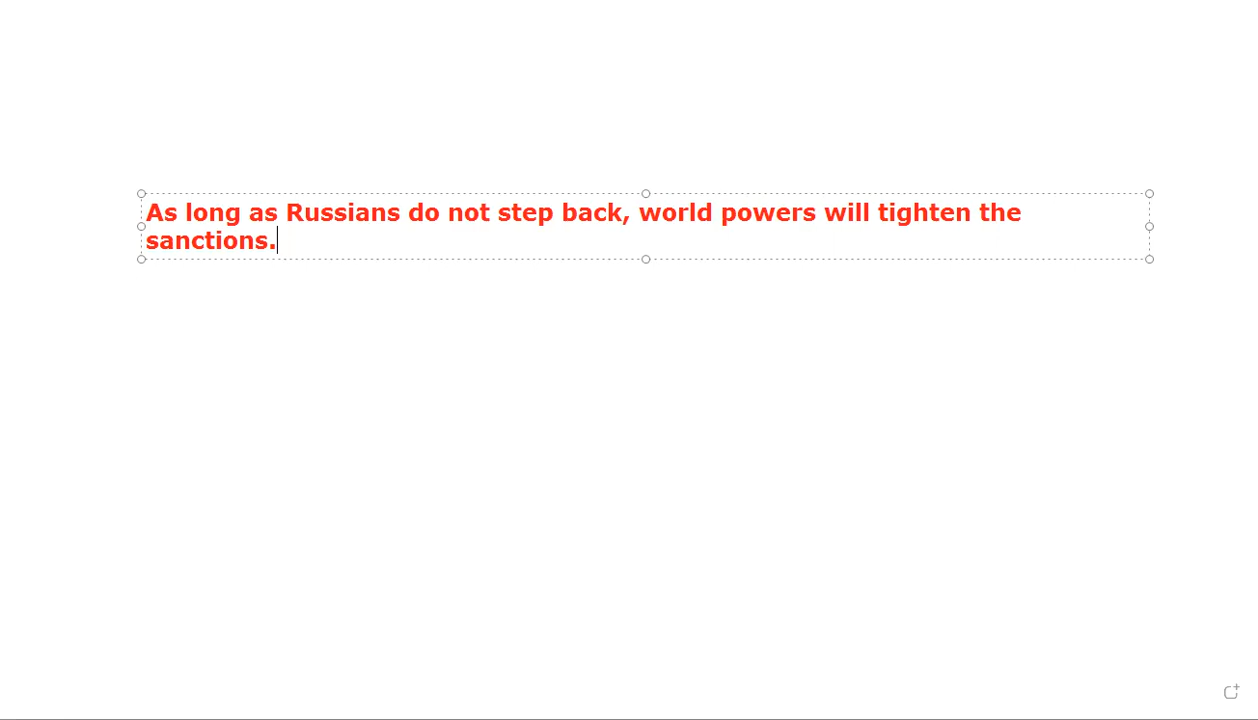 As long as Russians do not step back, world powers will tighten the
sanctions.